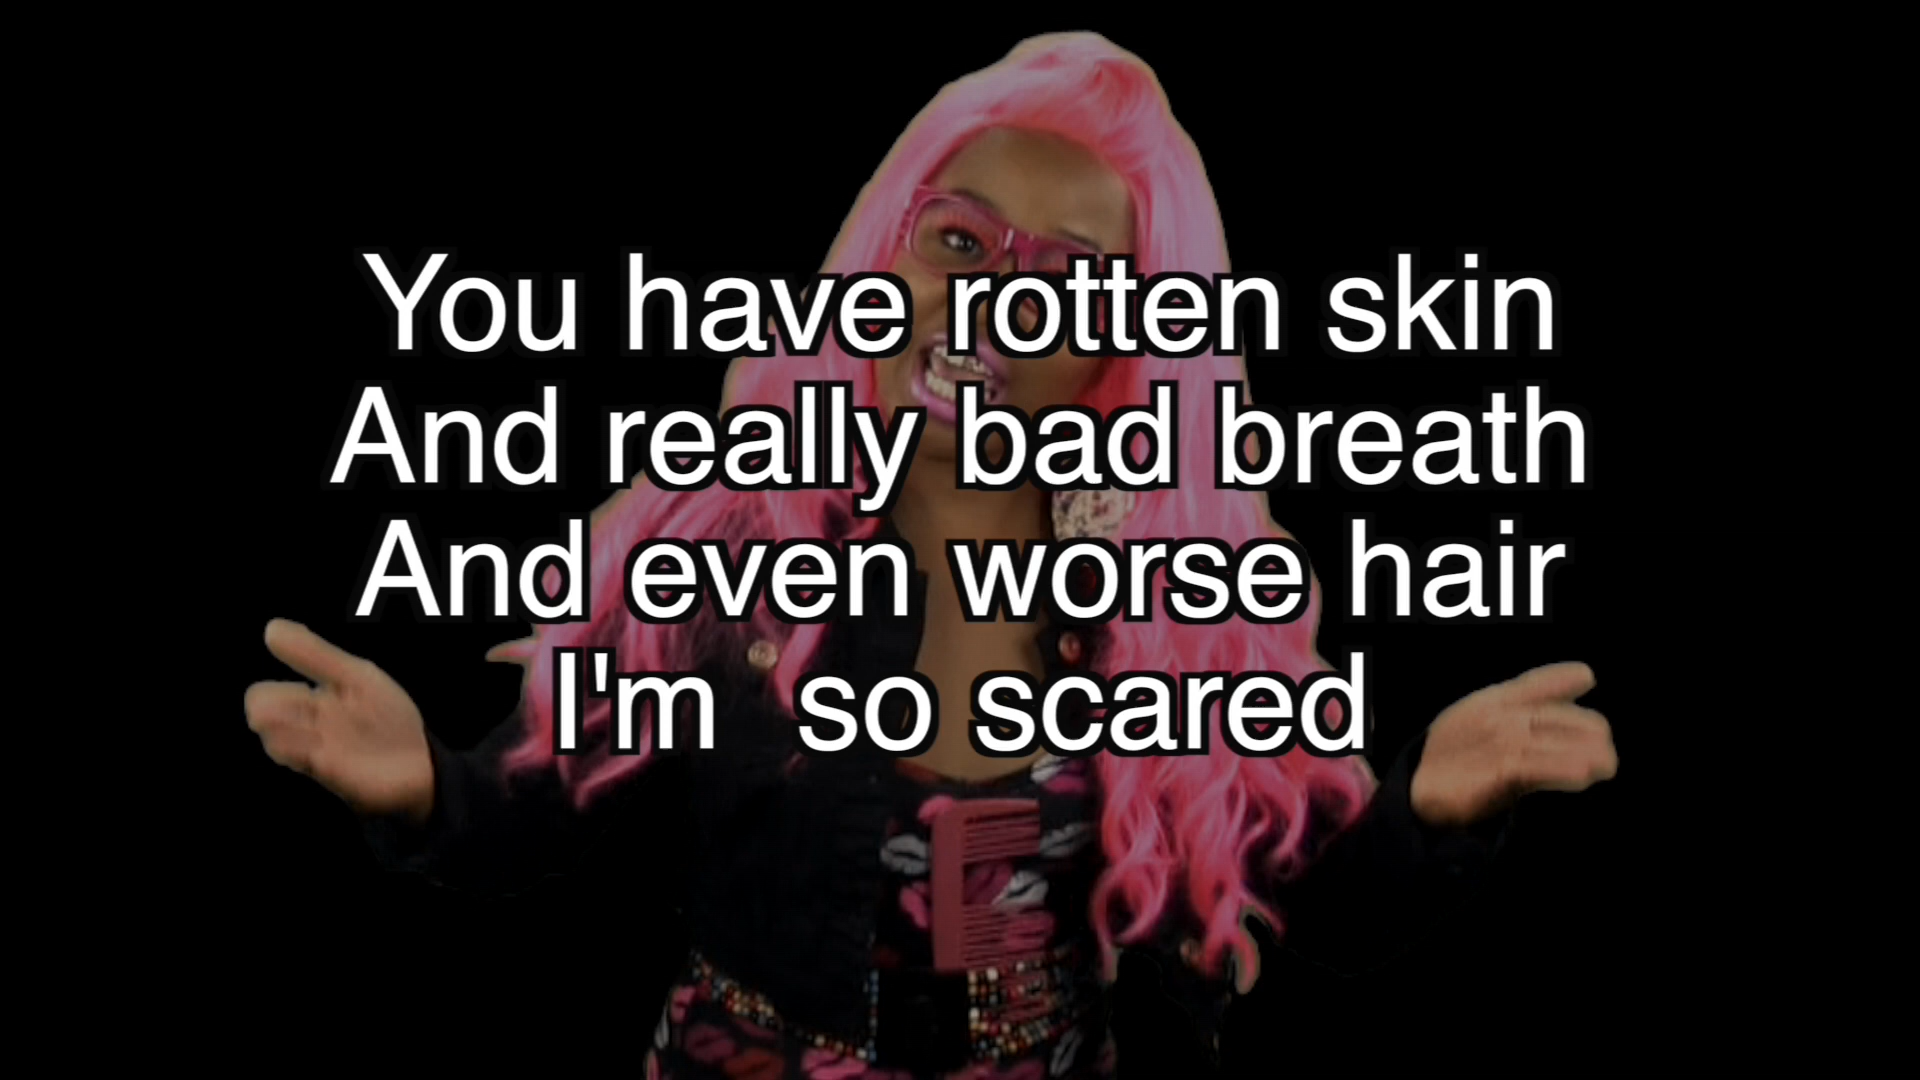 You have rotten skin
And really bad breath
And even worse hair
I'm  so scared